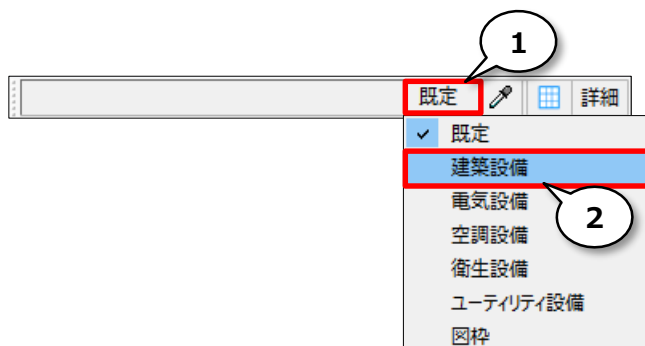 1
既定 詳細
既定
建築設備
電気設備
2
空調設備
衛生設備
ユーティリティ設備
図枠